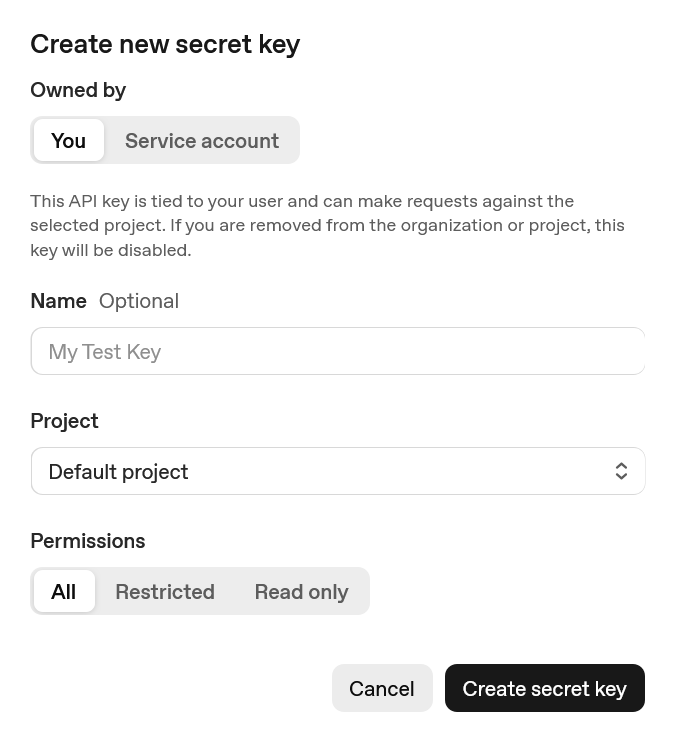 Create new secret key
Owned by
You Service account
This API key is tied to your user and can make requests against the
selected project. If you are removed from the organization or project, this
key will be disabled.
Name Optional
My Test Key
Project
Default project
Permissions
All Restricted Read only
Cancel Create secret key